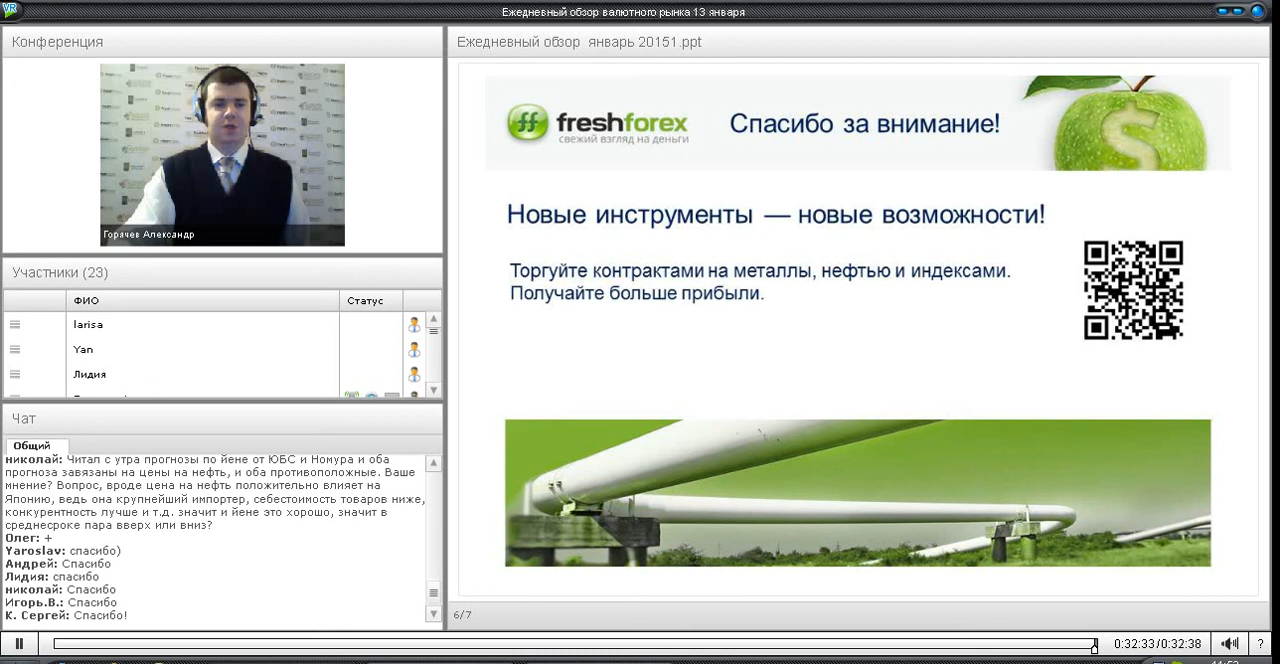 VR
Ежедневный обзор валютного рынка 13 января
Конференция
Горячев Александр
Участники (23)
ФИО
Статус
larisa
Yan
Лидия
Чат
Общий
николай: Читал с утра прогнозы по йене от ЮБС и Номура и оба
прогноза завязаны на цены на нефть, и оба противоположные. Ваше
мнение? Вопрос, вроде цена на нефть положительно влияет на
Японию, ведь она крупнейший импортер, себестоимость товаров ниже,
конкурентность лучше и т.д. значит и йене это хорошо, значит в
среднесроке пара вверх или вниз?
Олег: +
Yaroslav: спасибо)
Андрей: Спасибо
Лидия: спасибо
николай: Спасибо
Игорь.В.: Спасибо
К. Сергей: Спасибо!
Ежедневный обзор январь 20151.ppt
ff
freshforex
свежий взгляд на деньги
Спасибо за внимание!
$
Новые инструменты — новые возможности!
Торгуйте контрактами на металлы, нефтью и индексами.
Получайте больше прибыли.
6/7
0:32:33/0:32:38
?